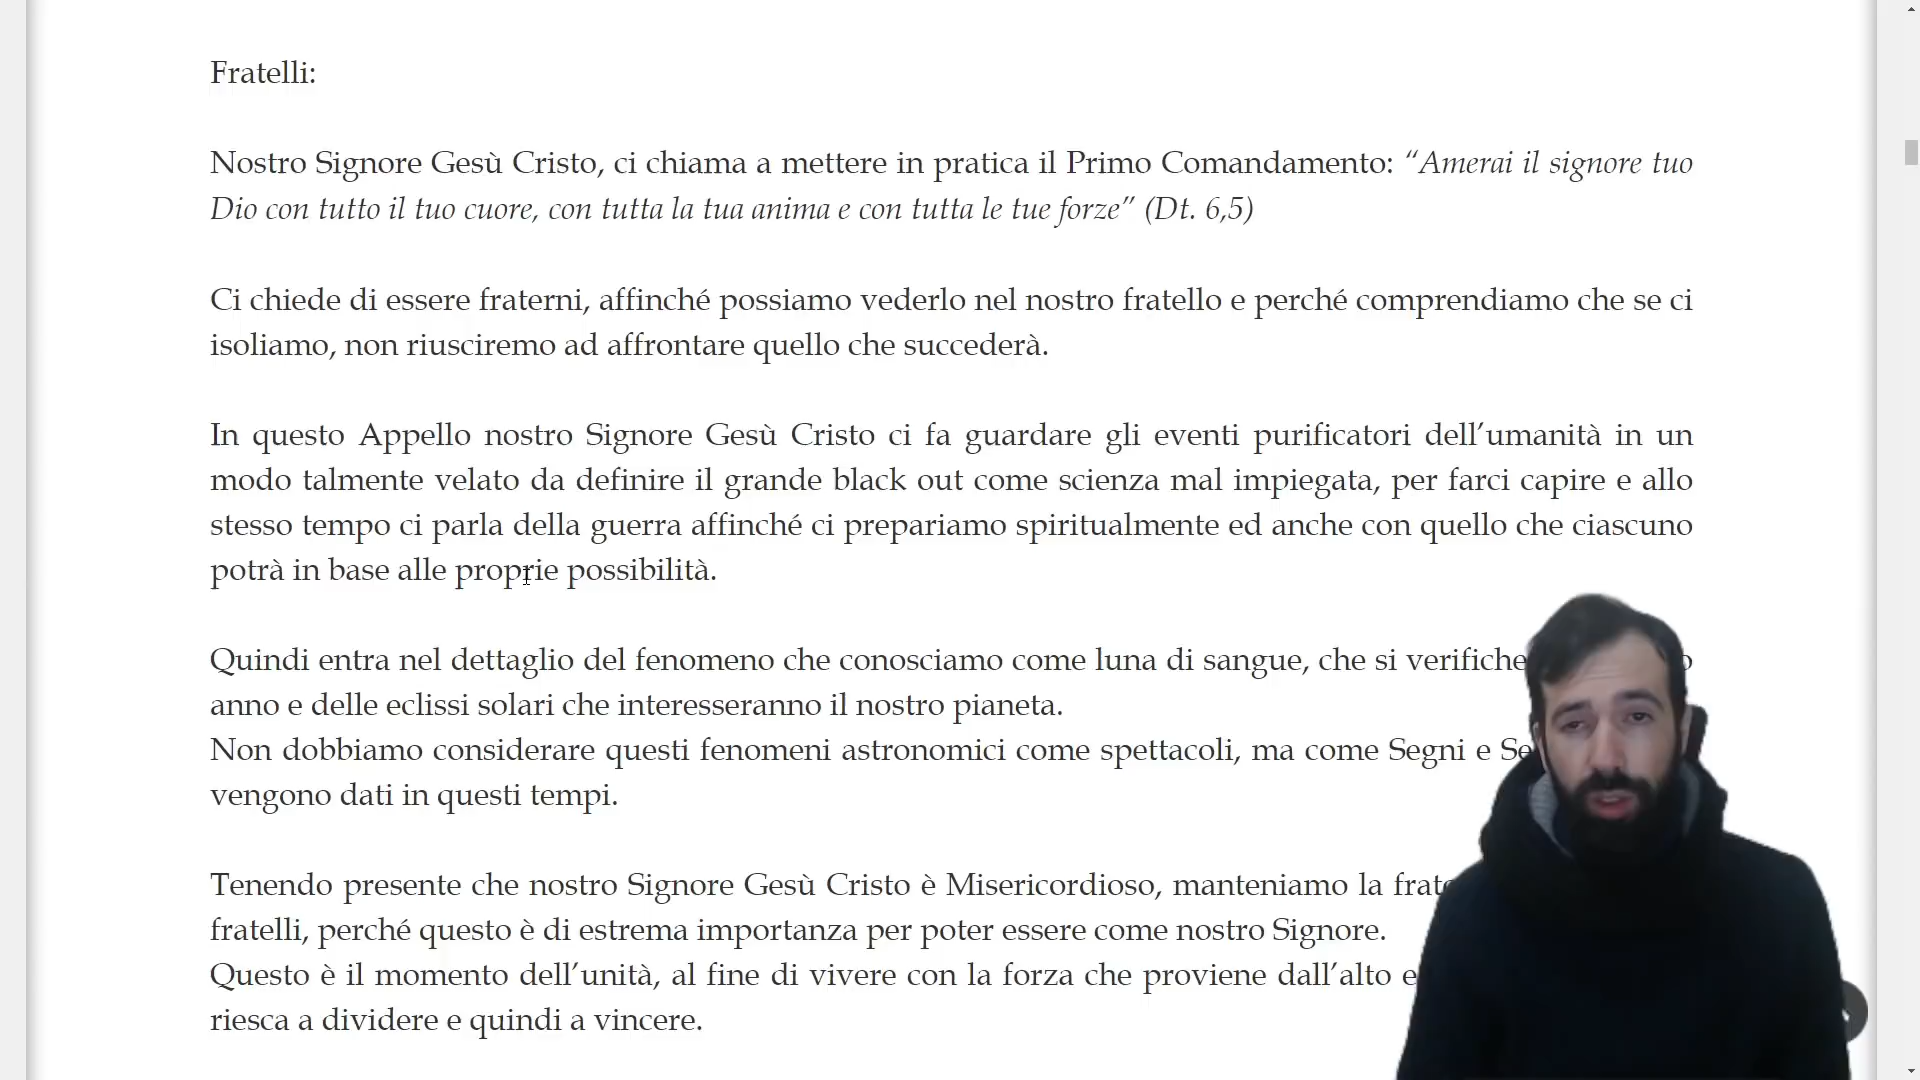 Fratelli:
Nostro Signore Gesù Cristo, ci chiama a mettere in pratica il Primo Comandamento: “Amerai il signore tuo
Dio con tutto il tuo cuore, con tutta la tua anima e con tutta le tue forze” (Dt. 6,5)
Ci chiede di essere fraterni, affinché possiamo vederlo nel nostro fratello e perché comprendiamo che se ci
isoliamo, non riusciremo ad affrontare quello che succederà.
In questo Appello nostro Signore Gesù Cristo ci fa guardare gli eventi purificatori dell’umanità in un
modo talmente velato da definire il grande black out come scienza mal impiegata, per farci capire e allo
stesso tempo ci parla della guerra affinché ci prepariamo spiritualmente ed anche con quello che ciascuno
potrà in base alle proprie possibilità.
Quindi entra nel dettaglio del fenomeno che conosciamo come luna di sangue, che si
anno e delle eclissi solari che interesseranno il nostro pianeta.
Non dobbiamo considerare questi fenomeni astronomici come spettacoli, ma come Segni e
vengono dati in questi tempi.
Tenendo presente che nostro Signore Gesù Cristo è Misericordioso, manteniamo la
fratelli, perché questo è di estrema importanza per poter essere come nostro Signore.
Questo è il momento dell’unità, al fine di vivere con la forza che proviene dall’alto e
riesca a dividere e quindi a vincere.